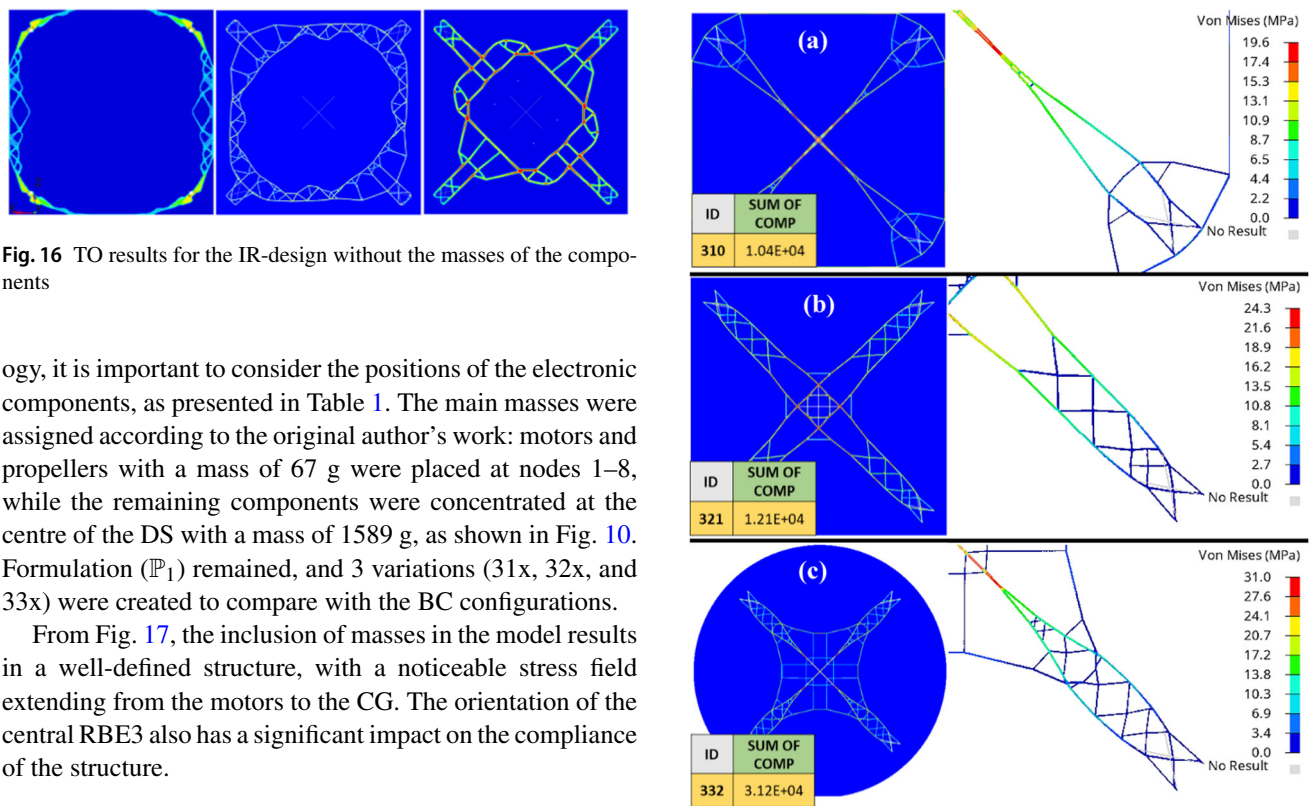 Fig. 16 TO results for the IR-design without the masses of the compo-
nents
ogy, it is important to consider the positions of the electronic
components, as presented in Table 1. The main masses were
assigned according to the original author's work: motors and
propellers with a mass of 67 g were placed at nodes 1–8,
while the remaining components were concentrated at the
centre of the DS with a mass of 1589 g, as shown in Fig. 10.
Formulation (ℙ₁) remained, and 3 variations (31x, 32x, and
33x) were created to compare with the BC configurations.
From Fig. 17, the inclusion of masses in the model results
in a well-defined structure, with a noticeable stress field
extending from the motors to the CG. The orientation of the
central RBE3 also has a significant impact on the compliance
of the structure.
(a)
ID
SUM OF
COMP
310
1.04E+04
Von Mises (MPa)
19.6
17.4
15.3
13.1
10.9
8.7
6.5
4.4
2.2
0.0
No Result
(b)
ID
SUM OF
COMP
321
1.21E+04
Von Mises (MPa)
24.3
21.6
18.9
16.2
13.5
10.8
8.1
5.4
2.7
0.0
No Result
(c)
ID
SUM OF
COMP
332
3.12E+04
Von Mises (MPa)
31.0
27.6
24.1
20.7
17.2
13.8
10.3
6.9
3.4
0.0
No Result